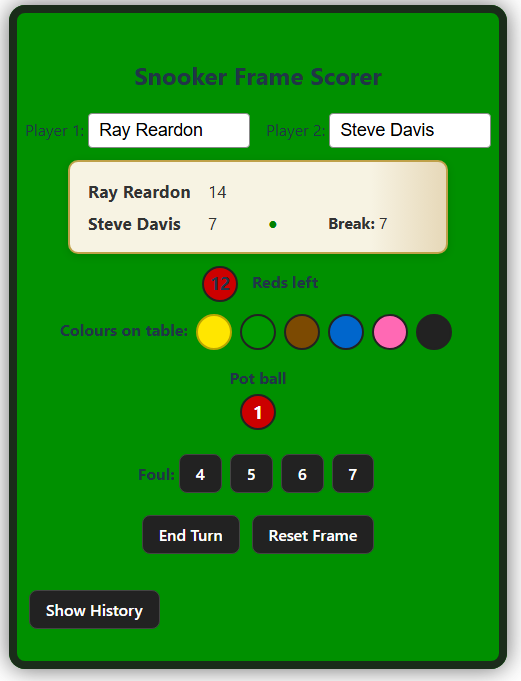 Snooker Frame Scorer
Player 1: Ray Reardon Player 2: Steve Davis
Ray Reardon 14
Steve Davis 7 Break: 7
12 Reds left
Colours on table:
Pot ball
1
Foul: 4 5 6 7
End Turn Reset Frame
Show History